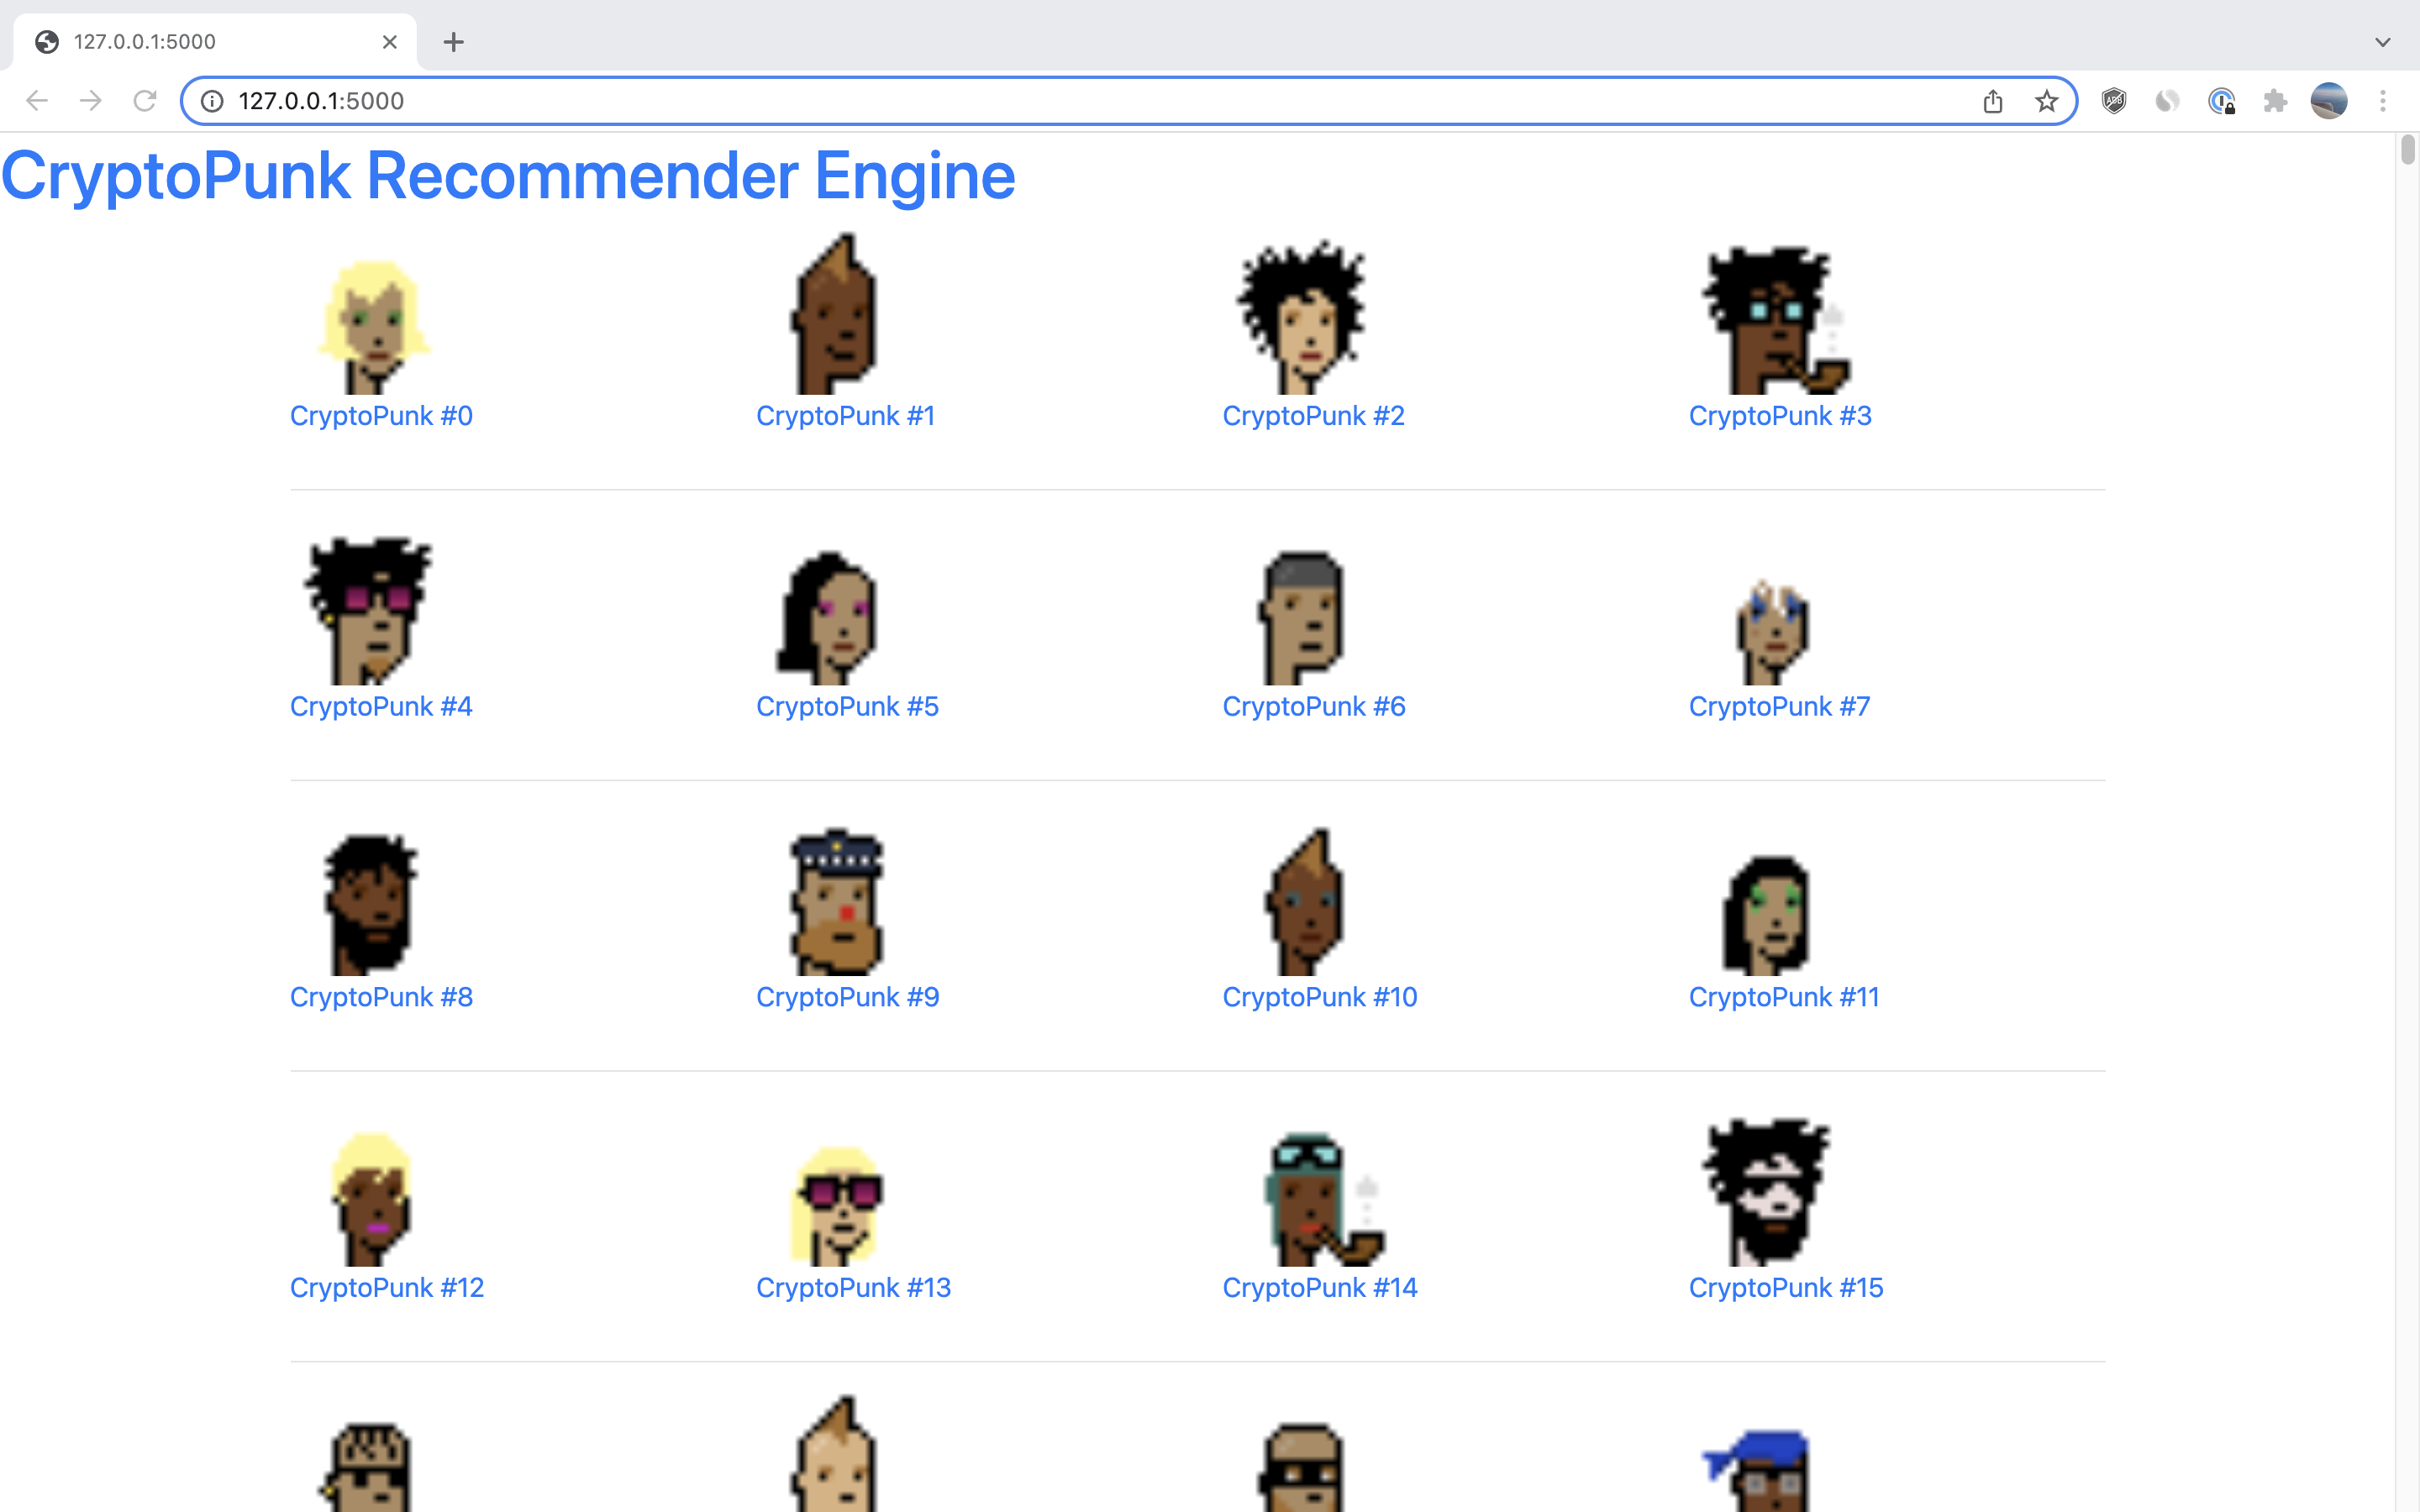 127.0.0.1:5000
127.0.0.1:5000
ADB
CryptoPunk Recommender Engine
CryptoPunk #0 CryptoPunk #1 CryptoPunk #2 CryptoPunk #3
CryptoPunk #4 CryptoPunk #5 CryptoPunk #6 CryptoPunk #7
CryptoPunk #8 CryptoPunk #9 CryptoPunk #10 CryptoPunk #11
CryptoPunk #12 CryptoPunk #13 CryptoPunk #14 CryptoPunk #15